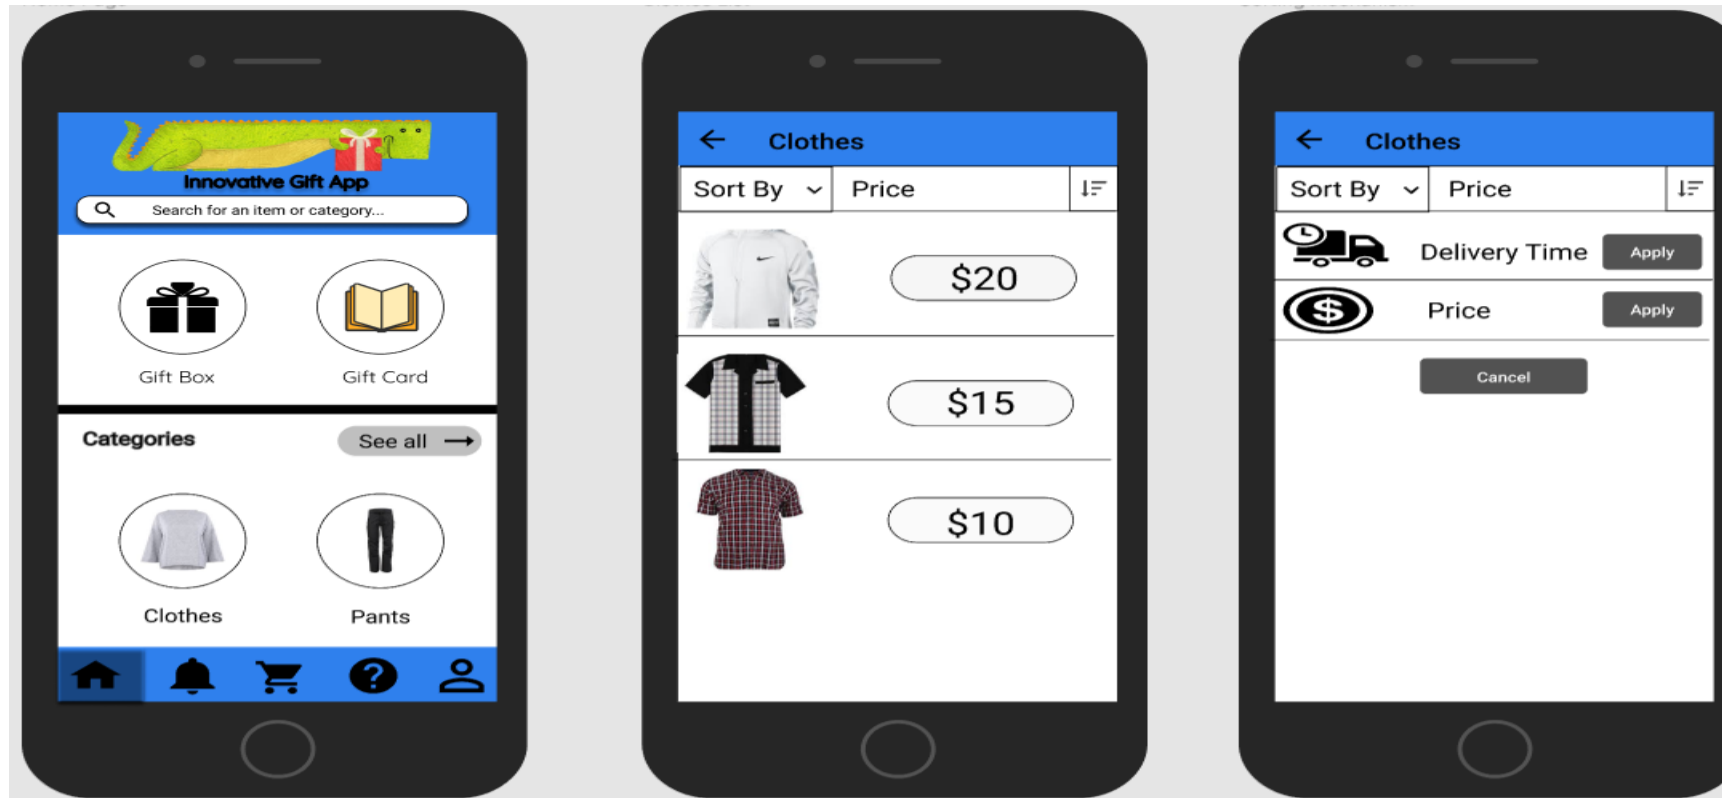 Innovative Gift App
Search for an item or category...
Gift Box
Gift Card
Categories
See all
Clothes
Pants
Clothes
Sort By
Price
$20
$15
$10
Clothes
Sort By
Price
Delivery Time
Apply
Price
Apply
Cancel